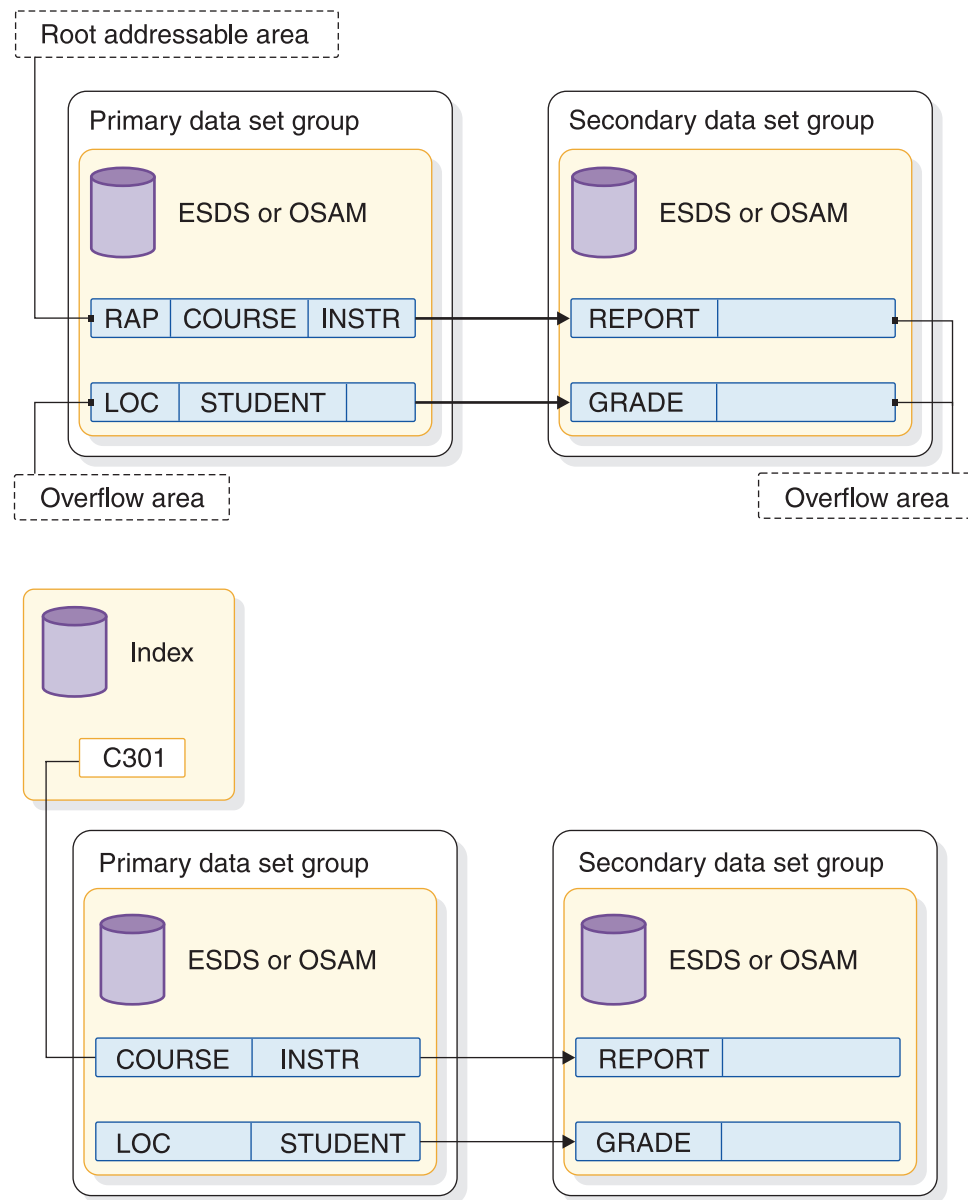 Root addressable area
Primary data set group
Secondary data set group
ESDS or OSAM
ESDS or OSAM
RAP COURSE INSTR
REPORT
LOC STUDENT
GRADE
Overflow area
Overflow area
Index
C301
Primary data set group
Secondary data set group
ESDS or OSAM
ESDS or OSAM
COURSE INSTR
REPORT
LOC STUDENT
GRADE